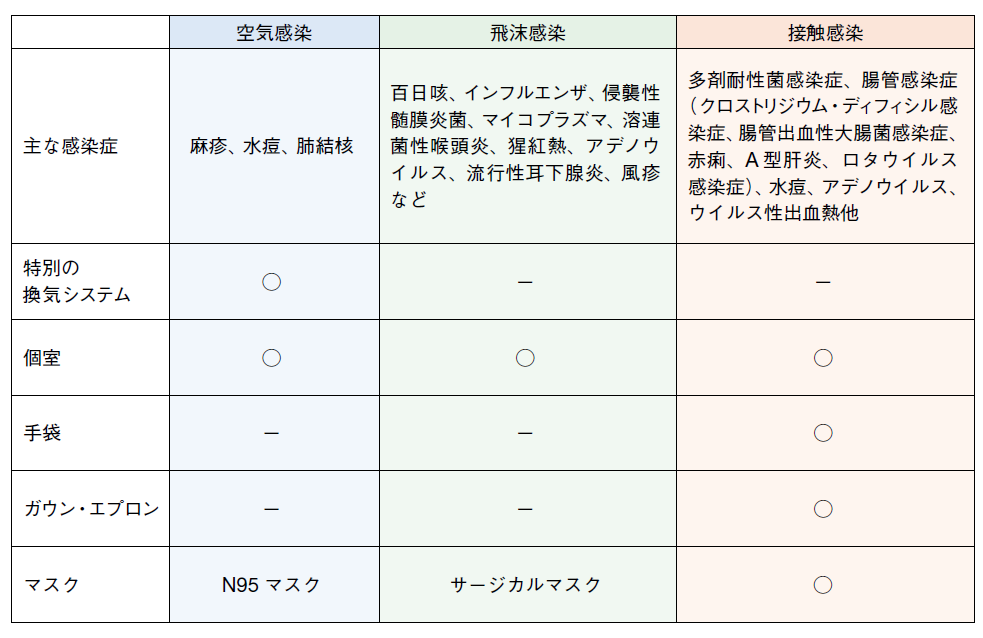 空気感染
飛沫感染
接触感染
主な感染症
麻疹、水痘、肺結核
百日咳、インフルエンザ、侵襲性
髄膜炎菌、マイコプラズマ、溶連
菌性喉頭炎、猩紅熱、アデノウ
イルス、流行性耳下腺炎、風疹
など
多剤耐性菌感染症、腸管感染症
（クロストリジウム・ディフィシル感
染症、腸管出血性大腸菌感染症、
赤痢、A型肝炎、ロタウイルス
感染症）、水痘、アデノウイルス、
ウイルス性出血熱他
特別の
換気システム
○
－
－
個室
○
○
○
手袋
－
－
○
ガウン・エプロン
－
－
○
マスク
N95 マスク
サージカルマスク
○